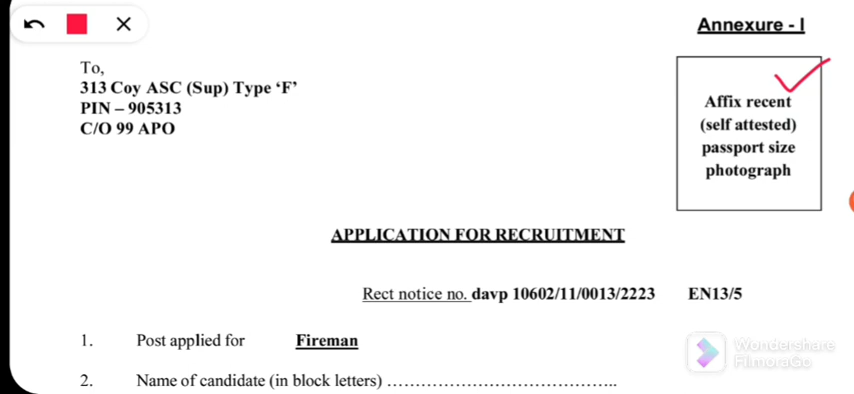 Annexure - I
To,
313 Coy ASC (Sup) Type ‘F’
PIN – 905313
C/O 99 APO
Affix recent
(self attested)
passport size
photograph
APPLICATION FOR RECRUITMENT
Rect notice no. davp 10602/11/0013/2223 EN13/5
1. Post applied for Fireman
2. Name of candidate (in block letters) ……………………………………..
Wondershare
FilmoraGo